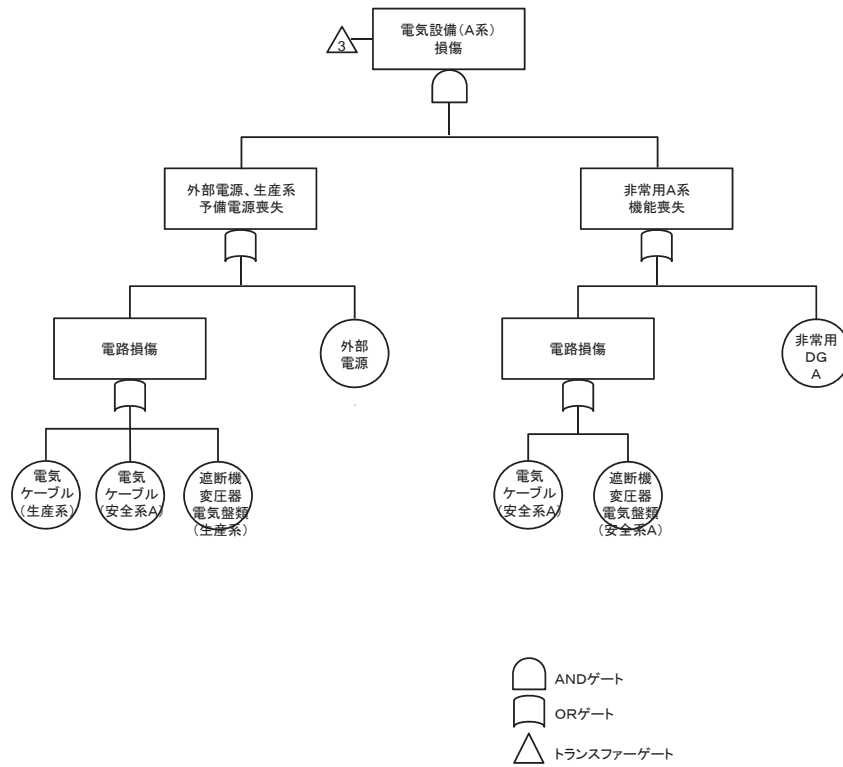 電気設備(A系)
損傷
3
外部電源、生産系
予備電源喪失
非常用A系
機能喪失
電路損傷
外部
電源
電路損傷
非常用
DG
A
電気
ケーブル
(生産系)
電気
ケーブル
(安全系A)
遮断機
変圧器
電気盤類
(生産系)
電気
ケーブル
(安全系A)
遮断機
変圧器
電気盤類
(安全系A)
ANDゲート
ORゲート
トランスファーゲート